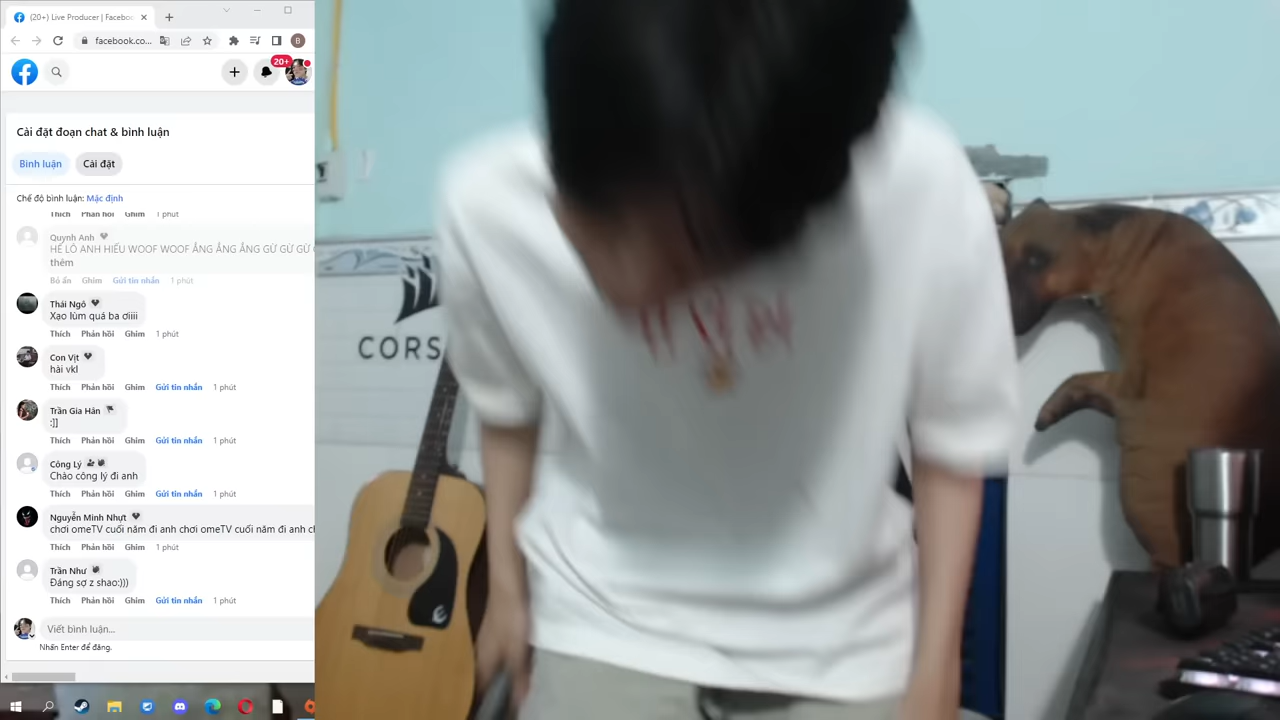 (20+) Live Producer | Facebo
facebook.co...
20+
B
Cài đặt đoạn chat & bình luận
Bình luận
Cài đặt
Chế độ bình luận: Mặc định
Thích Phản hồi Ghim 1 phút
Quynh Anh
HÊ LÔ ANH HIẾU WOOF WOOF ẲNG ẲNG ẲNG GỪ GỪ GỪ
thêm
Bỏ ẩn Ghim Gửi tin nhắn 1 phút
Thái Ngô
Xạo lùm quá ba ơiiii
Thích Phản hồi Ghim 1 phút
Con Vịt
hài vkl
Thích Phản hồi Ghim Gửi tin nhắn 1 phút
Trần Gia Hân
:]]
Thích Phản hồi Ghim Gửi tin nhắn 1 phút
Công Lý
Chào công lý đi anh
Thích Phản hồi Ghim Gửi tin nhắn 1 phút
Nguyễn Minh Nhựt
chơi omeTV cuối năm đi anh chơi omeTV cuối năm đi anh
Thích Phản hồi Ghim 1 phút
Trần Như
Đáng sợ z shao:)))
Thích Phản hồi Ghim Gửi tin nhắn 1 phút
Viết bình luận...
Nhấn Enter để đăng.
CORS